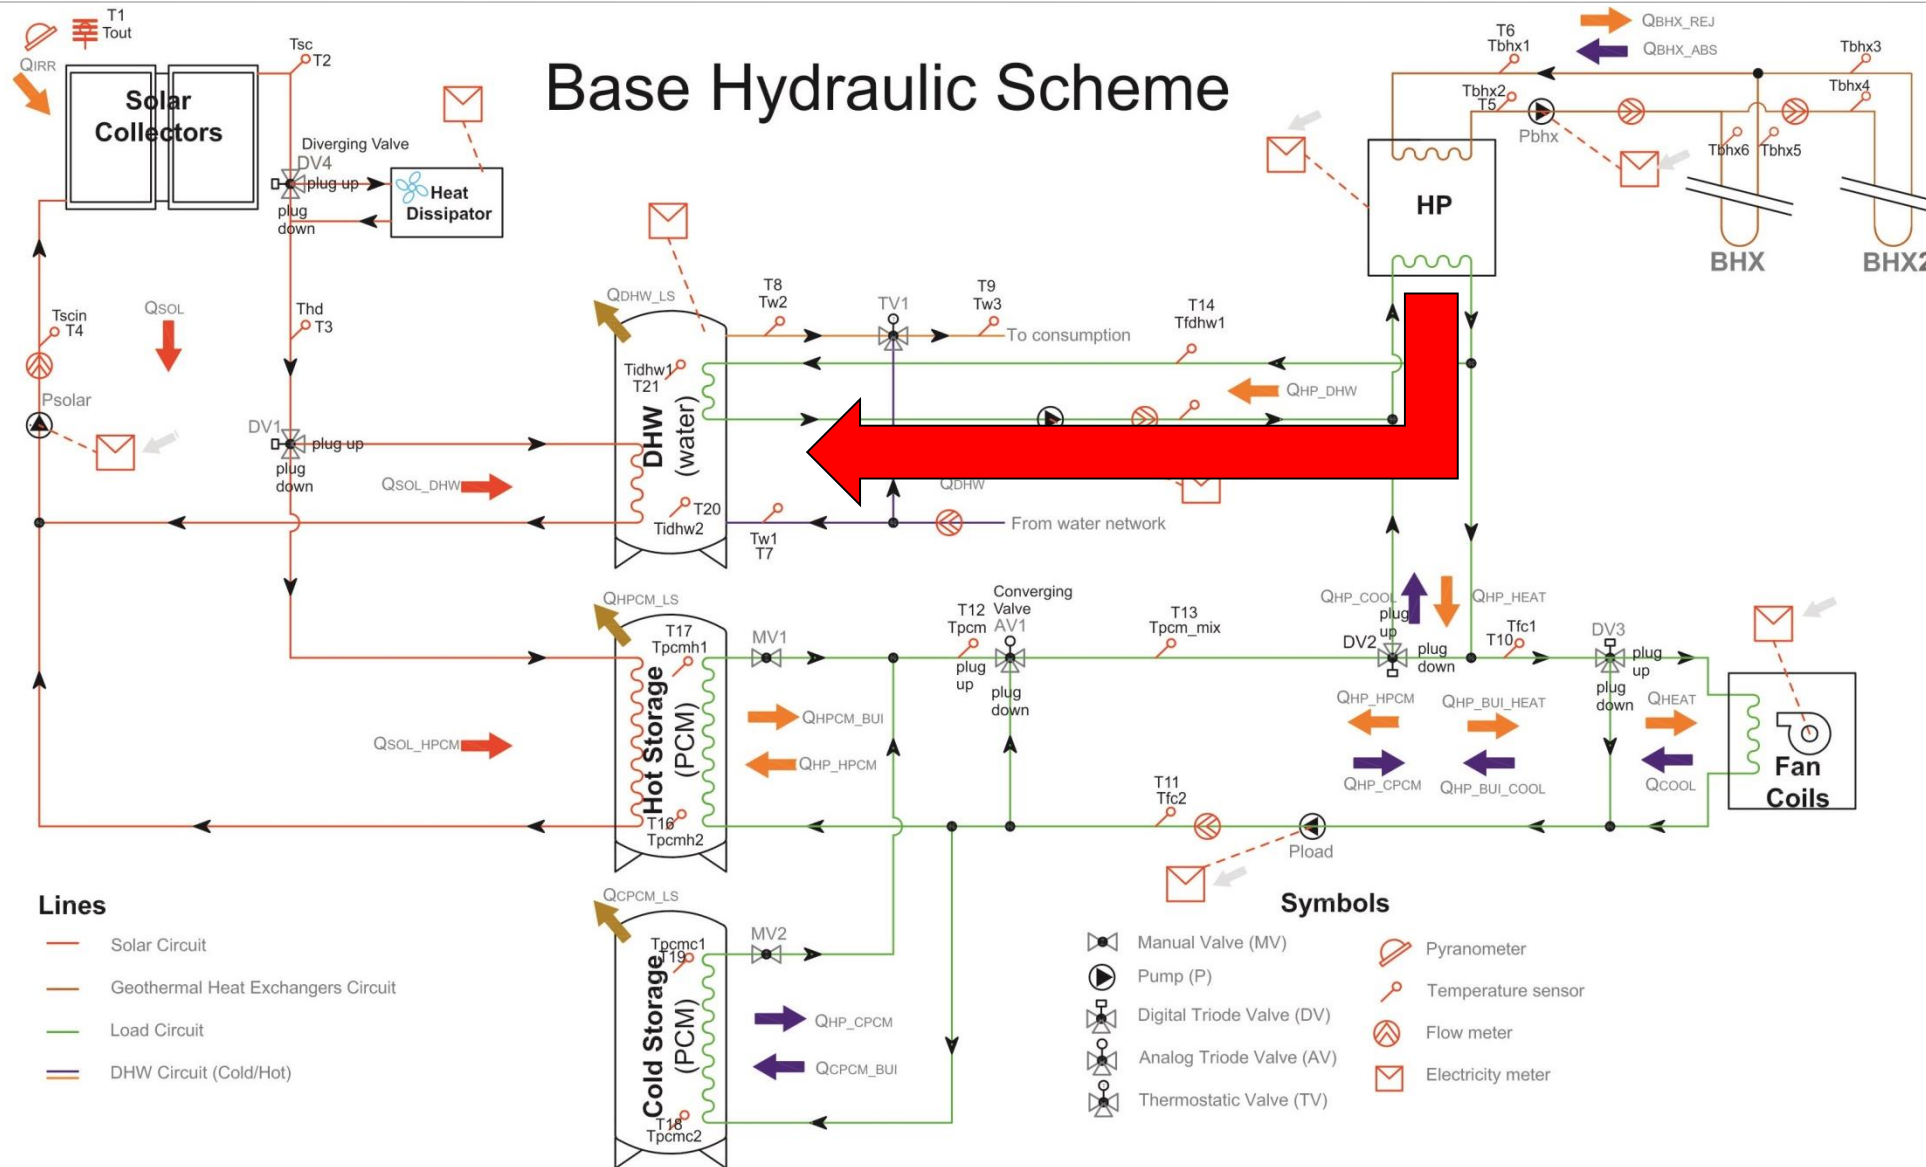 Base Hydraulic Scheme
T1
Tout
QIRR
Solar
Collectors
Tsc
T2
Diverging Valve
DV4
plug up
plug
down
Heat
Dissipator
Tscin
T4
QSOL
Thd
T3
Psolar
DV1
plug up
plug
down
QSOL_DHW
QDHW_LS
T8
Tw2
TV1
T9
Tw3
To consumption
T14
Tfdhw1
Tidhw1
T21
DHW
(water)
QHP_DHW
T20
Tidhw2
Tw1
T7
QDHW
From water network
T6
Tbhx1
QBHX_REJ
QBHX_ABS
Tbhx2
T5
Pbhx
Tbhx3
Tbhx4
Tbhx6
Tbhx5
HP
BHX
BHX2
QHPCM_LS
T17
Tpcmh1
MV1
Hot Storage
(PCM)
T16
Tpcmh2
QSOL_HPCM
QHPCM_BUI
QHP_HPCM
T12
Tpcm
plug
up
Converging
Valve
AV1
plug
down
T13
Tpcm_mix
QHP_COOL
QHP_HEAT
plug
up
DV2
plug
down
Tfc1
T10
DV3
plug
up
plug
down
QHP_HPCM
QHP_CPCM
QHP_BUI_HEAT
QHP_BUI_COOL
QHEAT
QCOOL
Fan
Coils
T11
Tfc2
Pload
QCPCM_LS
Tpcmc1
T19
MV2
Cold Storage
(PCM)
T18
Tpcmc2
QHP_CPCM
QCPCM_BUI
Lines
Solar Circuit
Geothermal Heat Exchangers Circuit
Load Circuit
DHW Circuit (Cold/Hot)
Symbols
Manual Valve (MV)
Pump (P)
Digital Triode Valve (DV)
Analog Triode Valve (AV)
Thermostatic Valve (TV)
Pyranometer
Temperature sensor
Flow meter
Electricity meter